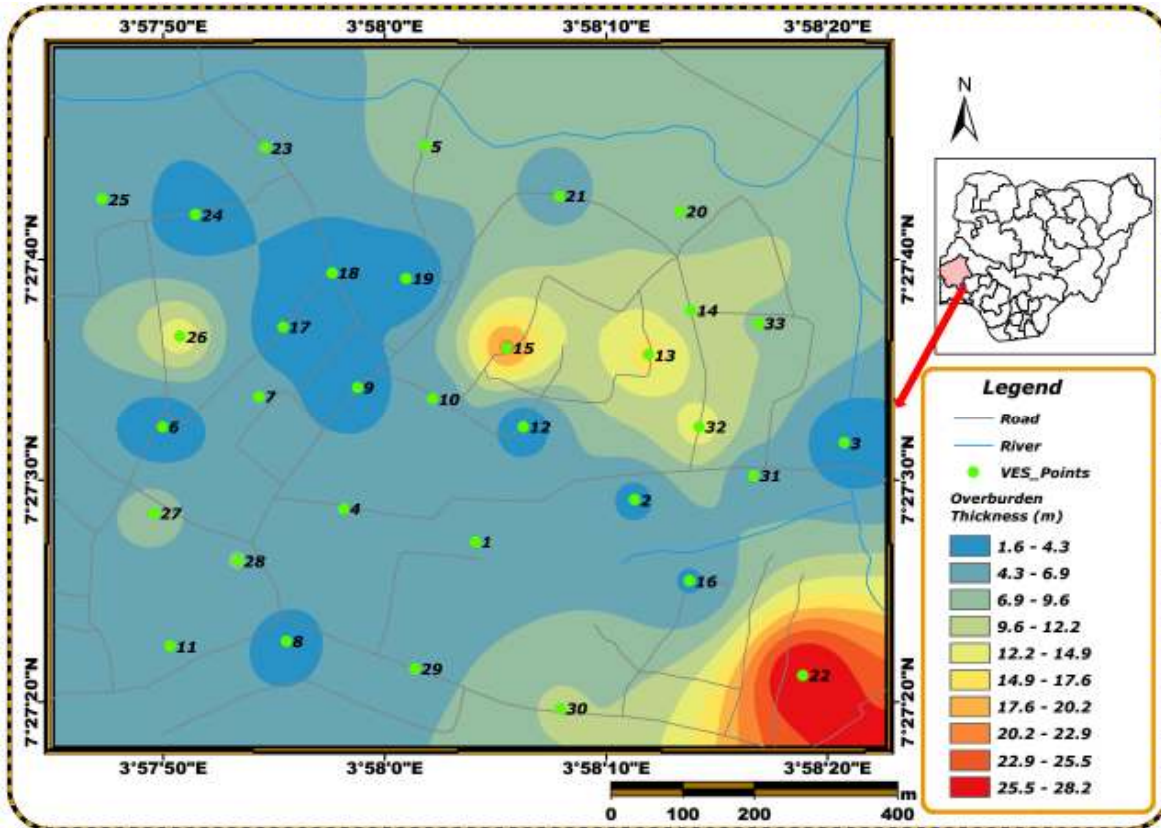 3°57'50"E 3°58'0"E 3°58'10"E 3°58'20"E
N
23
5
25
24
21
20
7°27'40"N 7°27'40"N
18
19
14
17
33
26
15
13
Legend
7
9
10
Road
6
12
32
3
River
7°27'30"N 7°27'30"N
31
VES_Points
2
Overburden
Thickness (m)
27
4
1
1.6 - 4.3
28
4.3 - 6.9
16
6.9 - 9.6
8
9.6 - 12.2
11
29
12.2 - 14.9
22
14.9 - 17.6
7°27'20"N 7°27'20"N
30
17.6 - 20.2
20.2 - 22.9
22.9 - 25.5
3°57'50"E 3°58'0"E 3°58'10"E 3°58'20"E
25.5 - 28.2
m
0 100 200 400